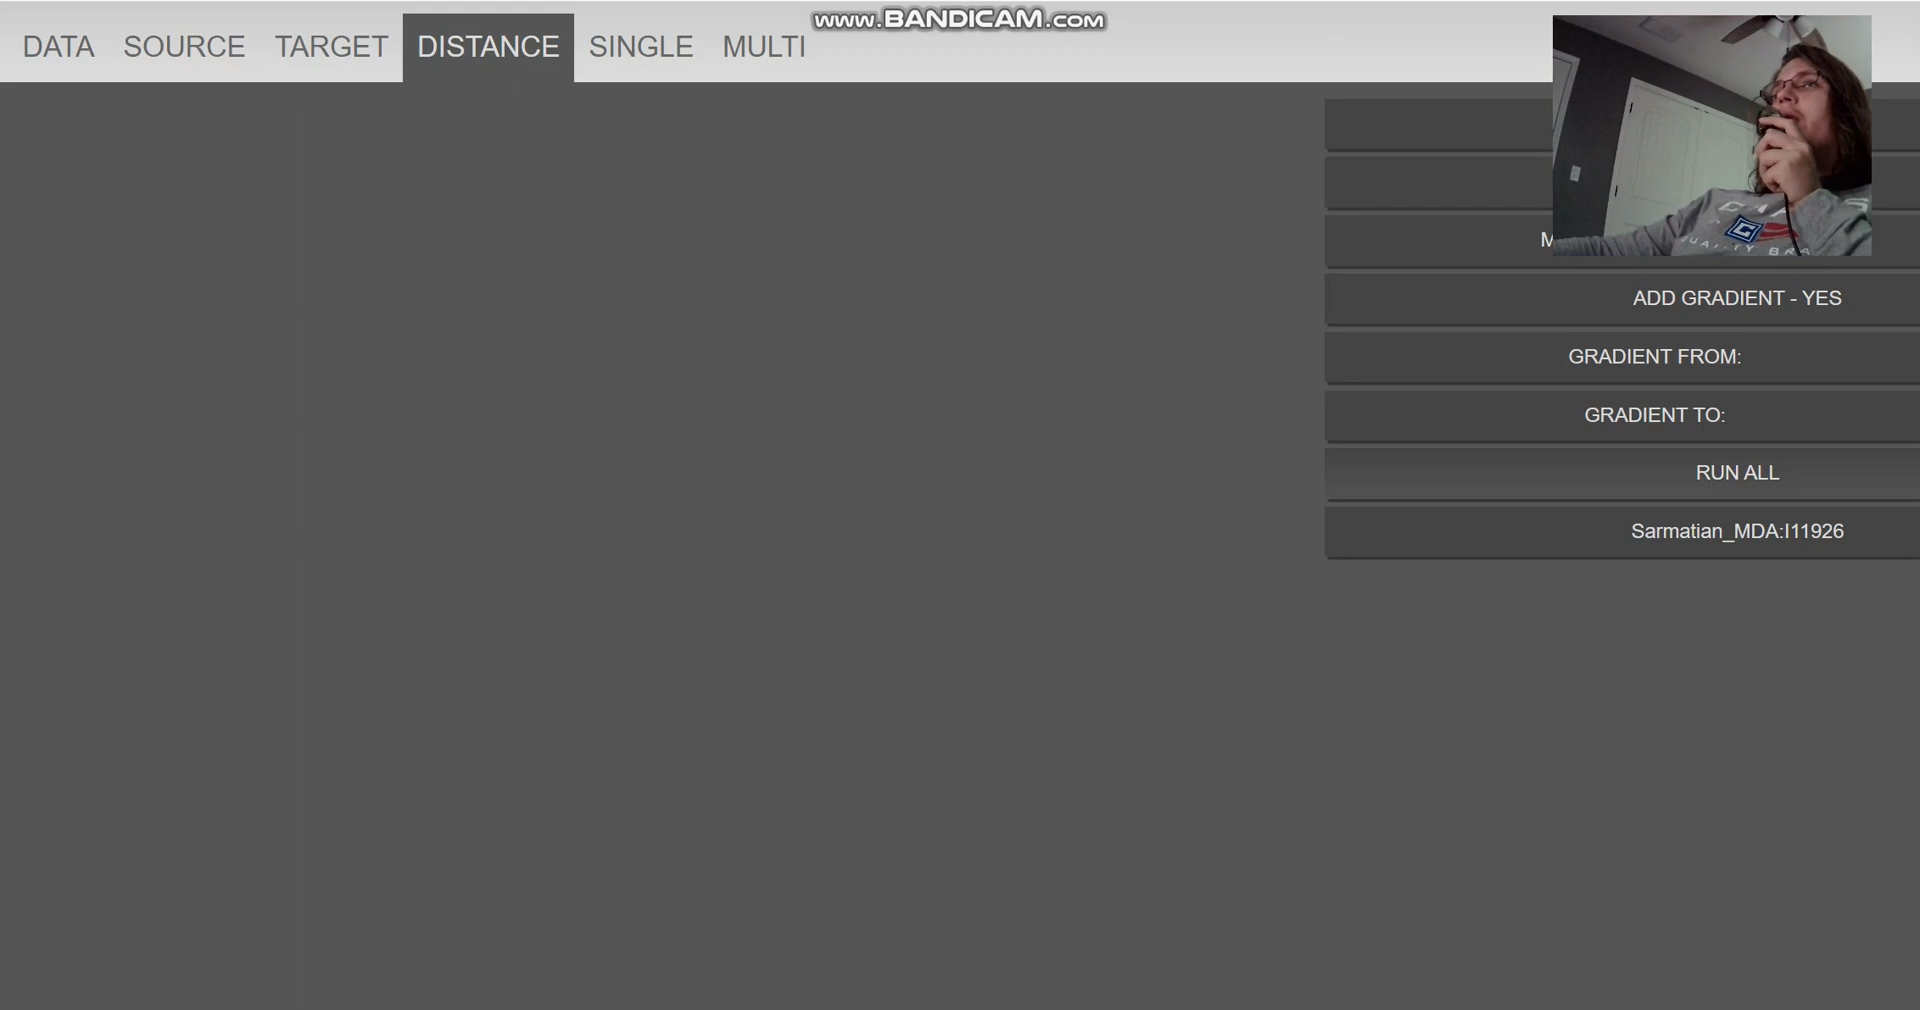 www.BANDICAM.com
DATA SOURCE TARGET DISTANCE SINGLE MULTI
M
ADD GRADIENT - YES
GRADIENT FROM:
GRADIENT TO:
RUN ALL
Sarmatian_MDA:I11926